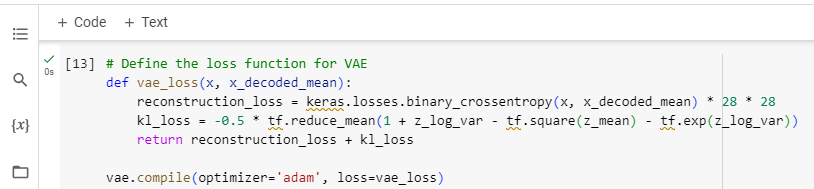 + Code + Text
[13] # Define the loss function for VAE
0s
def vae_loss(x, x_decoded_mean):
    reconstruction_loss = keras.losses.binary_crossentropy(x, x_decoded_mean) * 28 * 28
    kl_loss = -0.5 * tf.reduce_mean(1 + z_log_var - tf.square(z_mean) - tf.exp(z_log_var))
    return reconstruction_loss + kl_loss
{x}
vae.compile(optimizer='adam', loss=vae_loss)